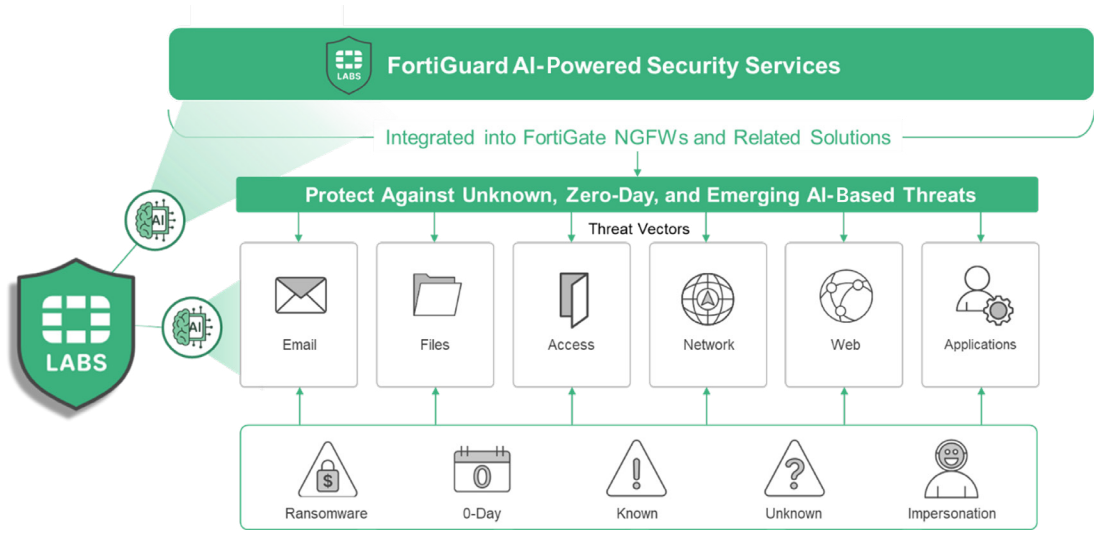 LABS
FortiGuard AI-Powered Security Services
Integrated into FortiGate NGFWs and Related Solutions
Protect Against Unknown, Zero-Day, and Emerging AI-Based Threats
Threat Vectors
AI
AI
LABS
Email
Files
Access
Network
Web
Applications
$
0
!
?
Ransomware
0-Day
Known
Unknown
Impersonation